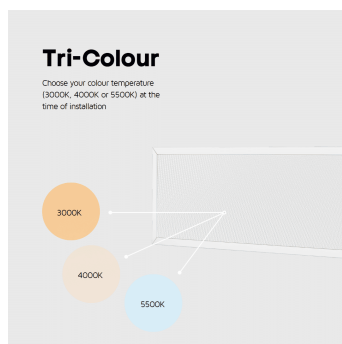 Tri-Colour
Choose your colour temperature
(3000K, 4000K or 5500K) at the
time of installation
3000K
4000K
5500K